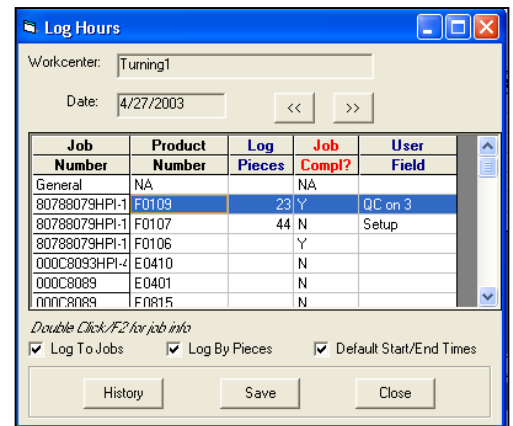 Log Hours
Workcenter: Turning1
Date: 4/27/2003 << >>
Job Product Log Job User
Number Number Pieces Compl? Field
General NA NA
80788079HPI-1 F0109 23 Y QC on 3
80788079HPI-1 F0107 44 N Setup
80788079HPI-1 F0106 Y
000C8093HPI-4 E0410 N
000C8089 E0401 N
000C8089 F0815 N
Double Click/F2 for job info
Log To Jobs Log By Pieces Default Start/End Times
History Save Close